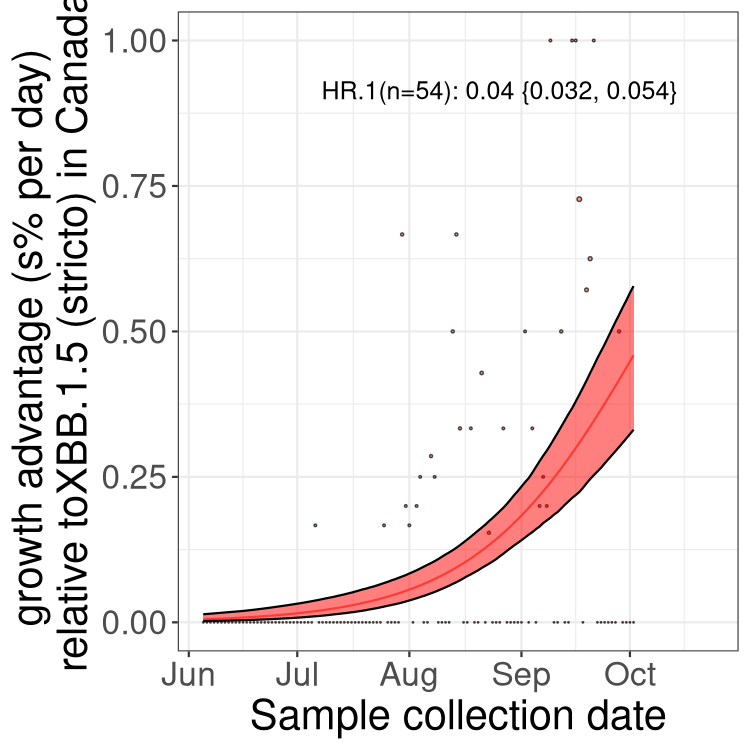 growth advantage (s% per day)
relative toXBB.1.5 (stricto) in Canada
1.00
HR.1(n=54): 0.04 {0.032, 0.054}
0.75
0.50
0.25
0.00
Jun Jul Aug Sep Oct
Sample collection date